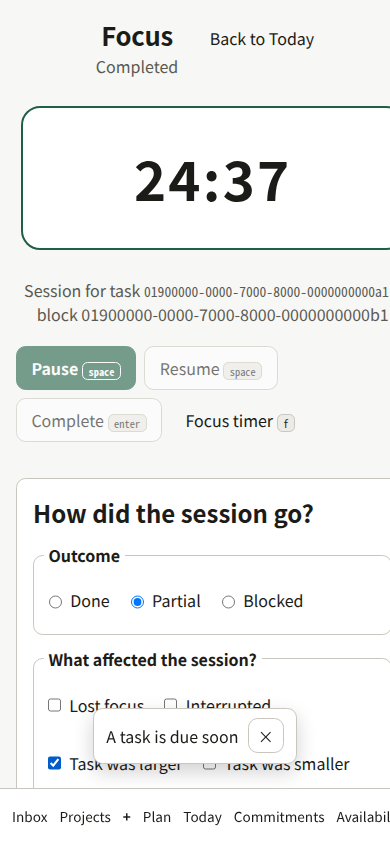 Focus
Back to Today
Completed
24:37
Session for task 01900000-0000-7000-8000-0000000000a1
block 01900000-0000-7000-8000-0000000000b1
Pause space Resume space
Complete enter Focus timer f
How did the session go?
Outcome
Done Partial Blocked
What affected the session?
Lost focus Interrupted
A task is due soon
Task was larger Task was smaller
Inbox Projects + Plan Today Commitments